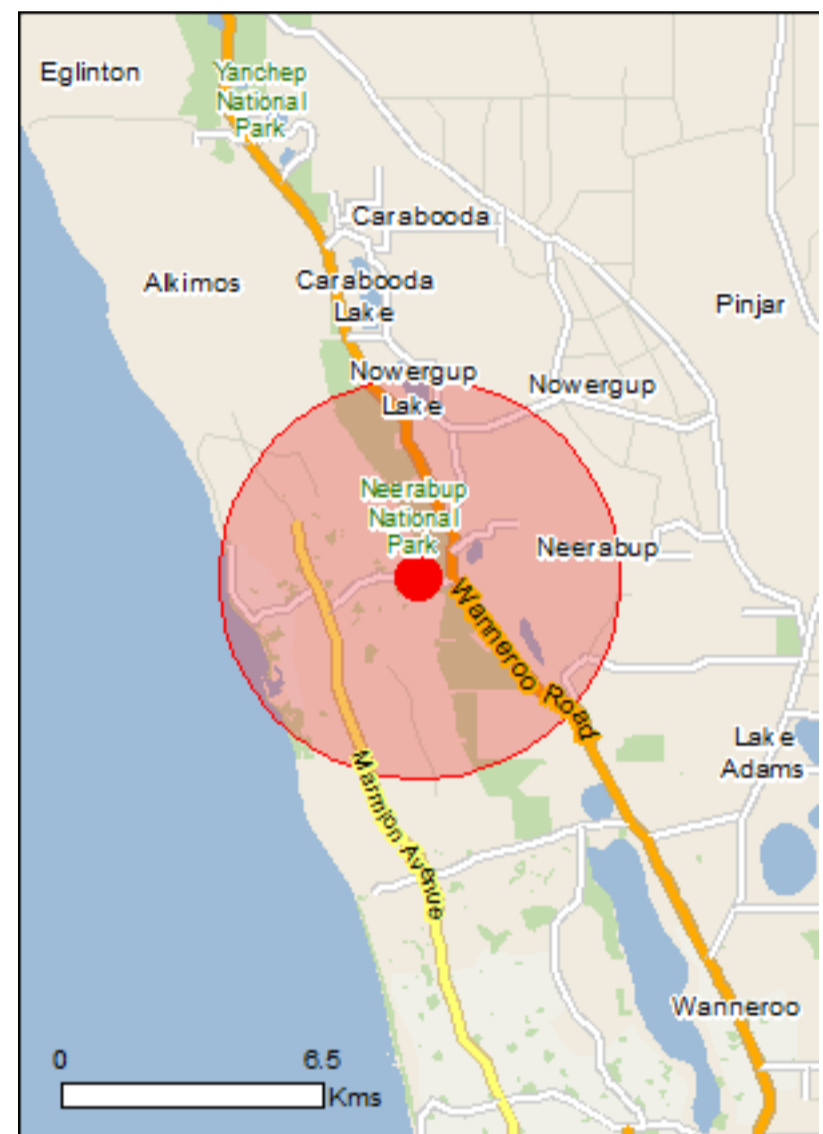 Eglinton
Yanchep
National
Park
Carabooda
Alkimos
Carabooda
Lake
Pinjar
Nowergup
Lake
Nowergup
Neerabup
National
Park
Neerabup
Wanneroo Road
Lake
Adams
Marmion Avenue
Wanneroo
0 6.5
Kms